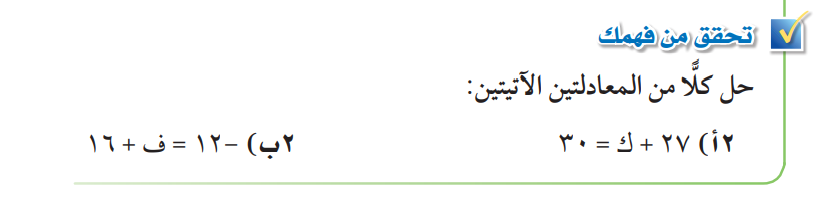 تحقق من فهمك
حل كلًّا من المعادلتين الآتيتين:
٢أ) ٢٧ + ك = ٣٠ ٢ب) –١٢ = ف + ١٦